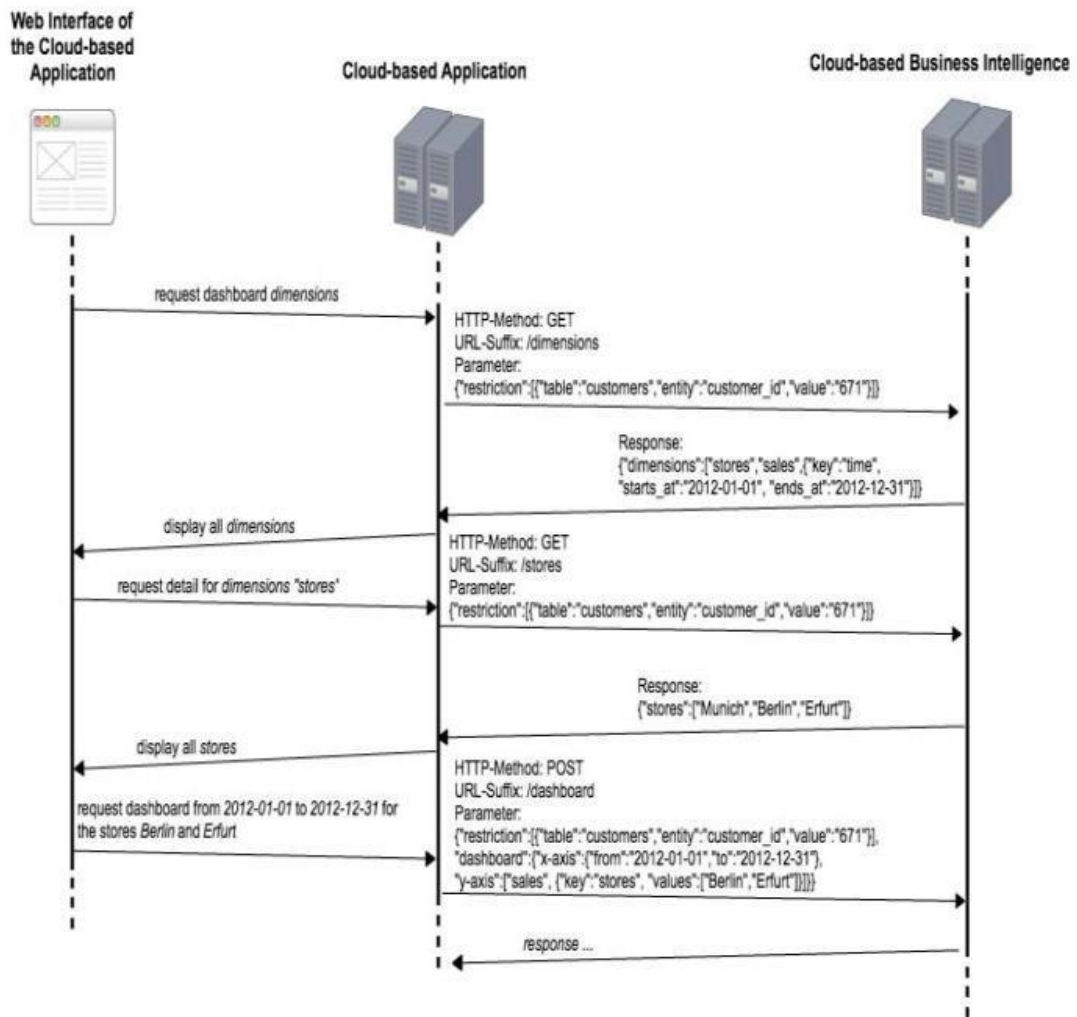 Web Interface of
the Cloud-based
Application
Cloud-based Application
Cloud-based Business Intelligence
request dashboard dimensions
HTTP-Method: GET
URL-Suffix: /dimensions
Parameter:
{"restriction":[{"table":"customers","entity":"customer_id","value":"671"}]}
Response:
{"dimensions":["stores","sales",{"key":"time",
"starts_at":"2012-01-01", "ends_at":"2012-12-31"}]}
display all dimensions
HTTP-Method: GET
URL-Suffix: /stores
Parameter:
{"restriction":[{"table":"customers","entity":"customer_id","value":"671"}]}
request detail for dimensions "stores"
Response:
{"stores":["Munich","Berlin","Erfurt"]}
display all stores
HTTP-Method: POST
URL-Suffix: /dashboard
Parameter:
{"restriction":[{"table":"customers","entity":"customer_id","value":"671"}],
"dashboard":{"x-axis":{"from":"2012-01-01","to":"2012-12-31"},
"y-axis":["sales", {"key":"stores", "values":["Berlin","Erfurt"]}]}}
request dashboard from 2012-01-01 to 2012-12-31 for
the stores Berlin and Erfurt
response ...